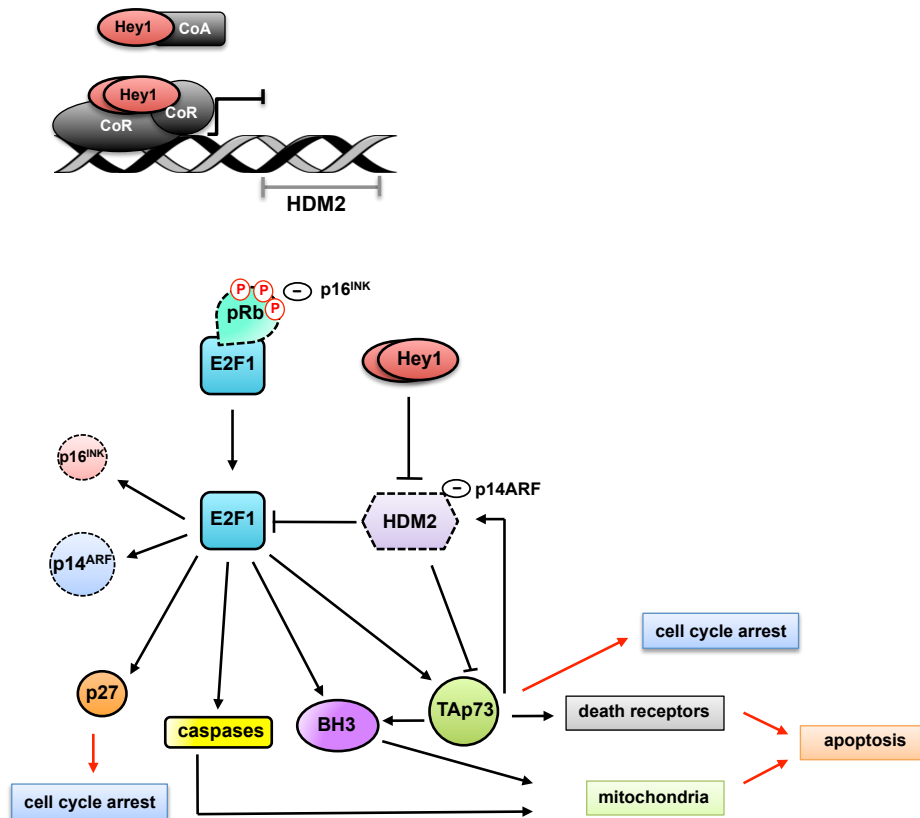 Hey1
CoA
Hey1
CoR
CoR
HDM2
P
P
P
pRb
− p16INK
E2F1
Hey1
p16INK
− p14ARF
E2F1
HDM2
p14ARF
cell cycle arrest
p27
TAp73
death receptors
caspases
BH3
apoptosis
cell cycle arrest
mitochondria